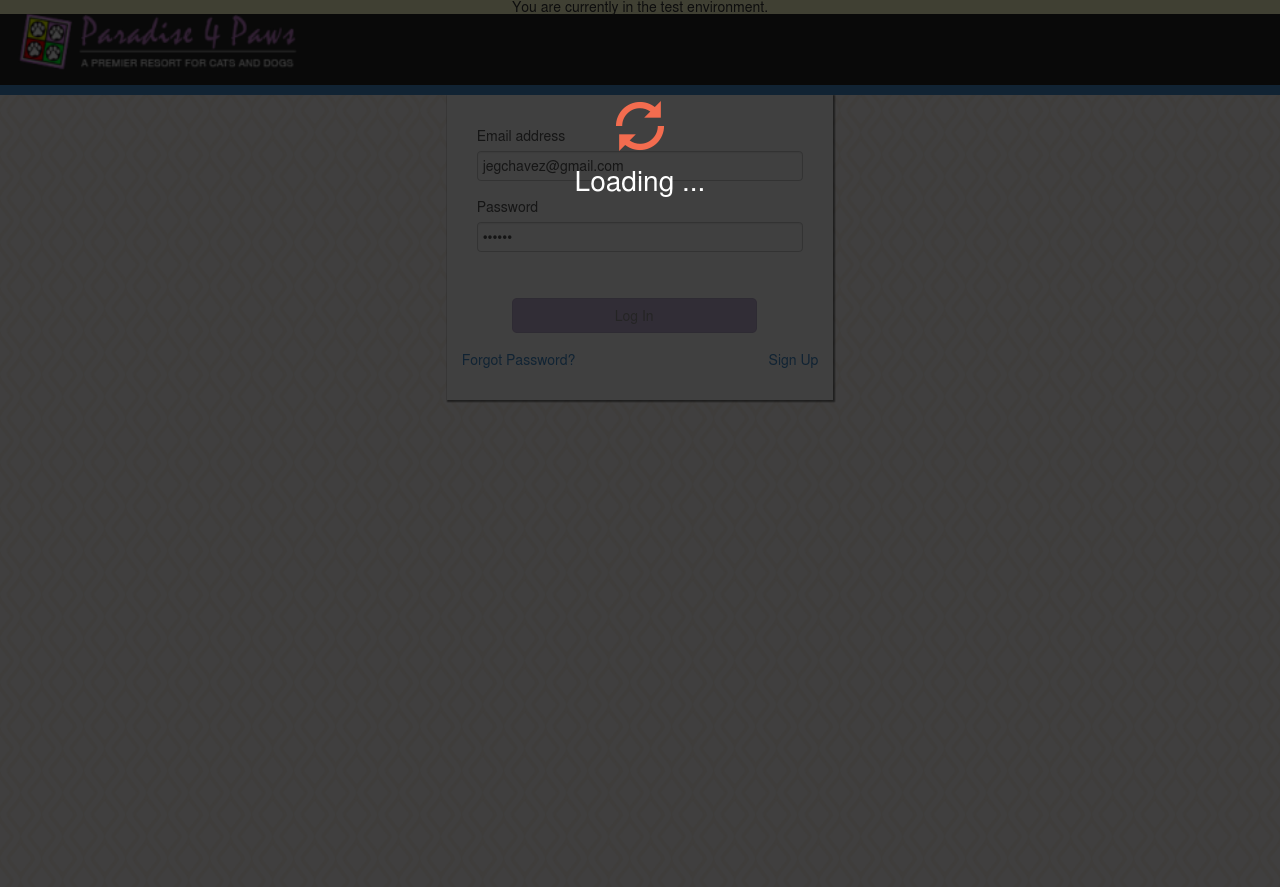 You are currently in the test environment.
Paradise 4 Paws
A PREMIER RESORT FOR CATS AND DOGS
Email address
jegchavez@gmail.com
Loading ...
Password
••••••
Log In
Forgot Password? Sign Up